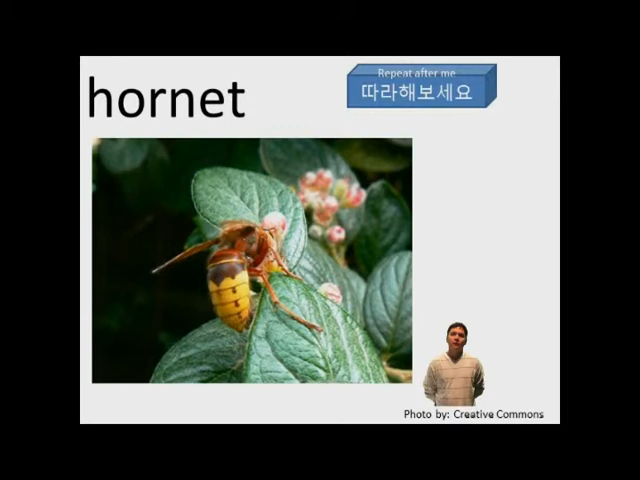 hornet
Repeat after me
따라해보세요
Photo by: Creative Commons